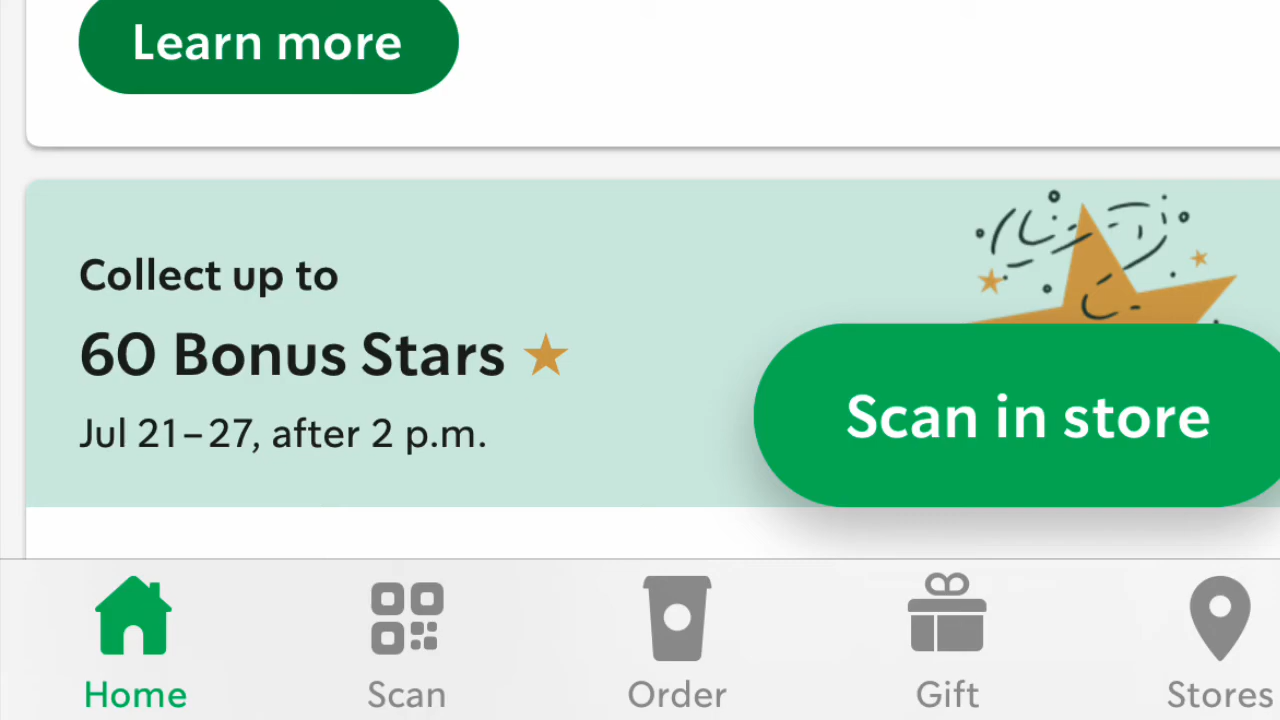 Learn more
Collect up to
60 Bonus Stars
Jul 21–27, after 2 p.m.
Scan in store
Home
Scan
Order
Gift
Stores